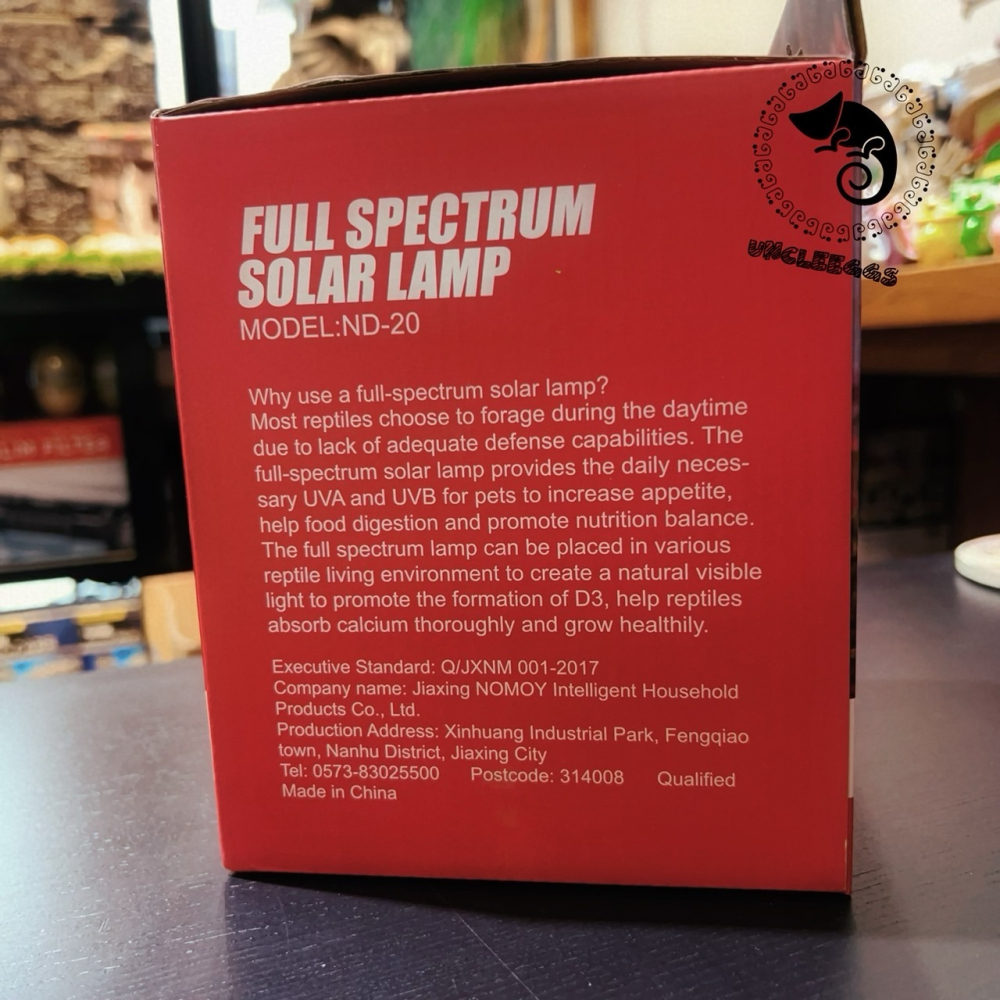 UNCLEEGGS
FULL SPECTRUM
SOLAR LAMP
MODEL:ND-20
Why use a full-spectrum solar lamp?
Most reptiles choose to forage during the daytime
due to lack of adequate defense capabilities. The
full-spectrum solar lamp provides the daily neces-
sary UVA and UVB for pets to increase appetite,
help food digestion and promote nutrition balance.
The full spectrum lamp can be placed in various
reptile living environment to create a natural visible
light to promote the formation of D3, help reptiles
absorb calcium thoroughly and grow healthily.
Executive Standard: Q/JXNM 001-2017
Company name: Jiaxing NOMOY Intelligent Household
Products Co., Ltd.
Production Address: Xinhuang Industrial Park, Fengqiao
town, Nanhu District, Jiaxing City
Tel: 0573-83025500 Postcode: 314008 Qualified
Made in China